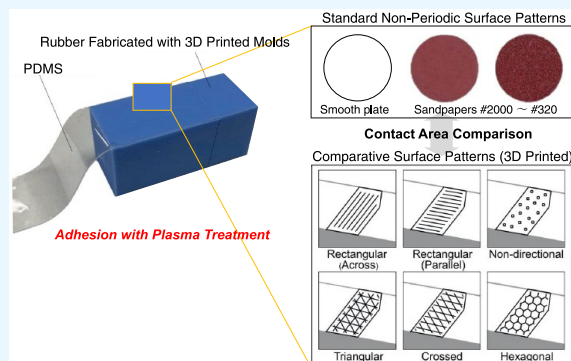 Rubber Fabricated with 3D Printed Molds
PDMS
Adhesion with Plasma Treatment
Standard Non-Periodic Surface Patterns
Smooth plate
Sandpapers #2000 ~ #320
Contact Area Comparison
Comparative Surface Patterns (3D Printed)
Rectangular
(Across)
Rectangular
(Parallel)
Non-directional
Triangular
Crossed
Hexagonal